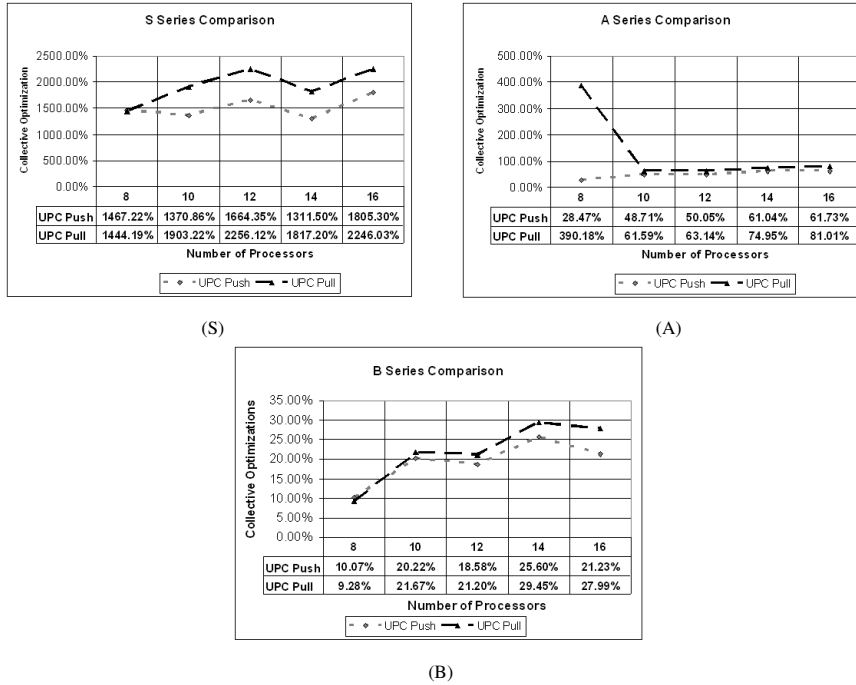 S Series Comparison
Collective Optimization
2500.00%
2000.00%
1500.00%
1000.00%
500.00%
0.00%
8 10 12 14 16
UPC Push 1467.22% 1370.86% 1664.35% 1311.50% 1805.30%
UPC Pull 1444.19% 1903.22% 2256.12% 1817.20% 2246.03%
Number of Processors
UPC Push UPC Pull
(S)
A Series Comparison
Collective Optimization
500.00%
400.00%
300.00%
200.00%
100.00%
0.00%
8 10 12 14 16
UPC Push 28.47% 48.71% 50.05% 61.04% 61.73%
UPC Pull 390.18% 61.59% 63.14% 74.95% 81.01%
Number of Processors
UPC Push UPC Pull
(A)
B Series Comparison
Collective Optimizations
35.00%
30.00%
25.00%
20.00%
15.00%
10.00%
5.00%
0.00%
8 10 12 14 16
UPC Push 10.07% 20.22% 18.58% 25.60% 21.23%
UPC Pull 9.28% 21.67% 21.20% 29.45% 27.99%
Number of Processors
UPC Push UPC Pull
(B)